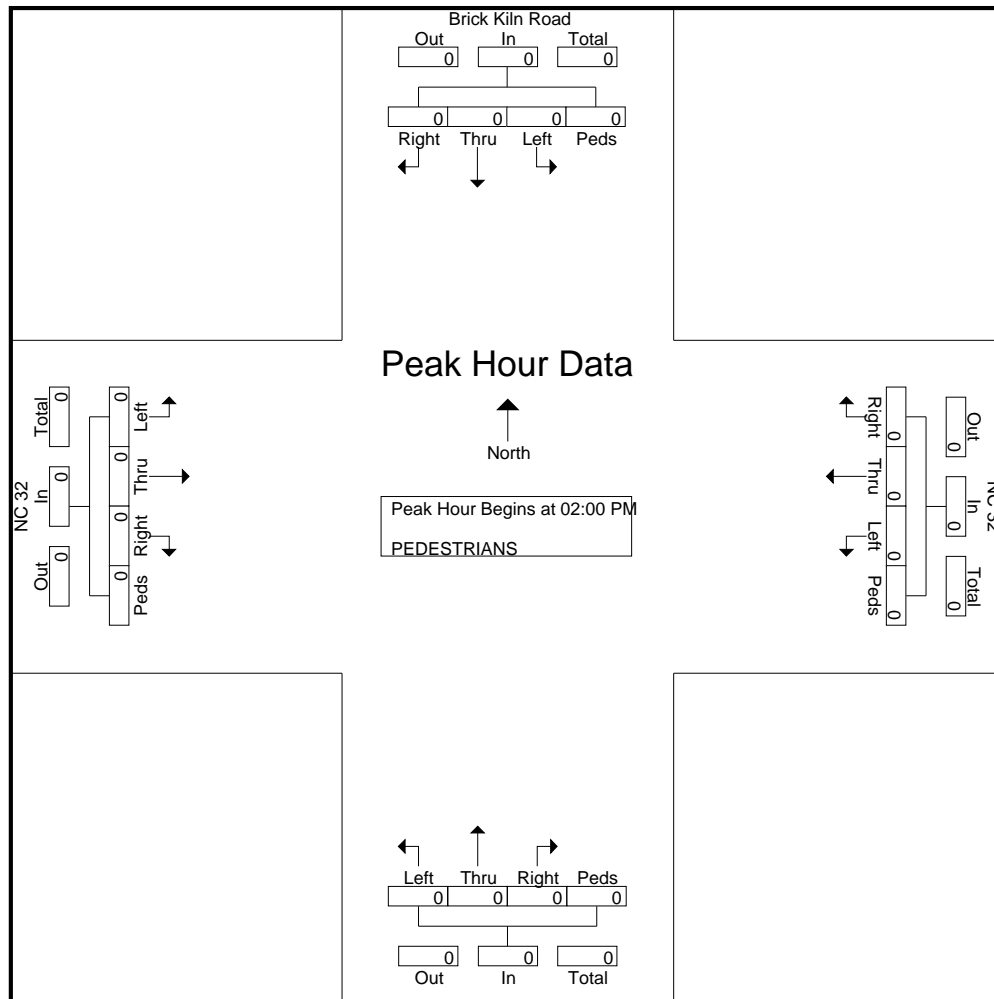 Brick Kiln Road
Out In Total
0 0 0
0 0 0 0
Right Thru Left Peds
Peak Hour Data
North
Peak Hour Begins at 02:00 PM
PEDESTRIANS
NC 32
Total In Out
0 0 0
0 0 0 0
Left Thru Right Peds
Right Thru Left Peds
0 0 0 0
0 0 0
Out In Total
NC 32
Left Thru Right Peds
0 0 0 0
0 0 0
Out In Total